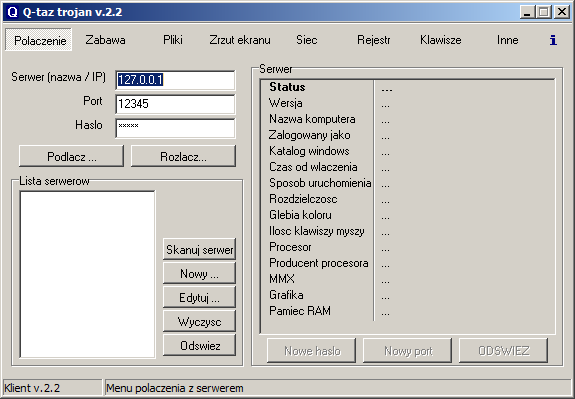 Q Q-taz trojan v.2.2
Polaczenie Zabawa Pliki Zrzut ekranu Siec Rejestr Klawisze Inne i
Serwer (nazwa / IP) 127.0.0.1
Port 12345
Haslo *****
Podlacz ... Rozlacz...
Lista serwerow
Skanuj serwer
Nowy ...
Edytuj ...
Wyczysc
Odswiez
Serwer
Status ...
Wersja ...
Nazwa komputera ...
Zalogowany jako ...
Katalog windows ...
Czas od wlaczenia ...
Sposob uruchomienia ...
Rozdzielczosc ...
Glebia koloru ...
Ilosc klawiszy myszy ...
Procesor ...
Producent procesora ...
MMX ...
Grafika ...
Pamiec RAM ...
Nowe haslo Nowy port ODSWIEZ
Klient v.2.2 Menu polaczenia z serwerem